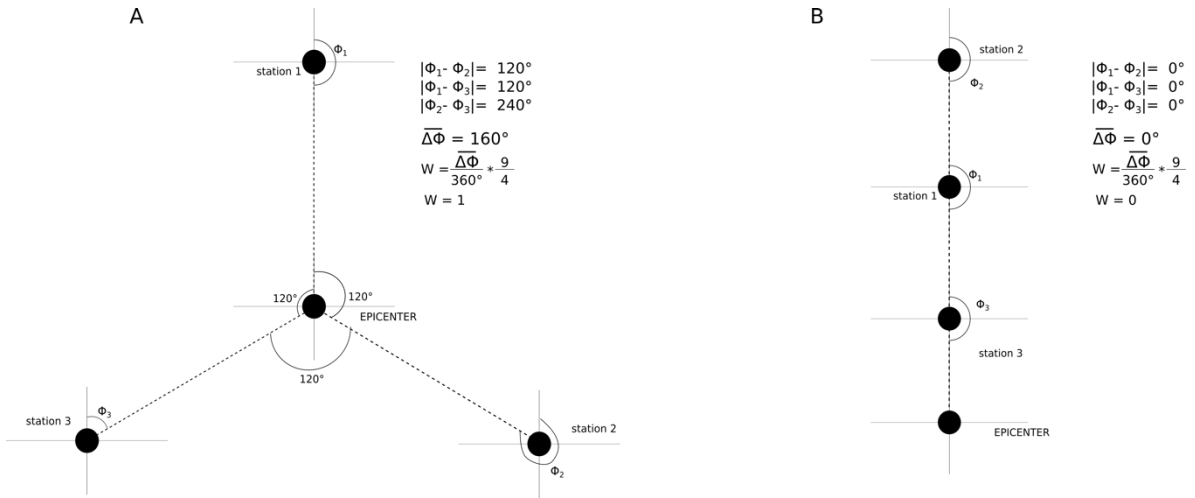 A
Φ1
station 1
|Φ1- Φ2|= 120°
|Φ1- Φ3|= 120°
|Φ2- Φ3|= 240°
ΔΦ = 160°
W = ΔΦ/360° * 9/4
W = 1
120°
120°
EPICENTER
120°
station 3
Φ3
station 2
Φ2
B
station 2
Φ2
|Φ1- Φ2|= 0°
|Φ1- Φ3|= 0°
|Φ2- Φ3|= 0°
ΔΦ = 0°
W = ΔΦ/360° * 9/4
W = 0
Φ1
station 1
Φ3
station 3
EPICENTER